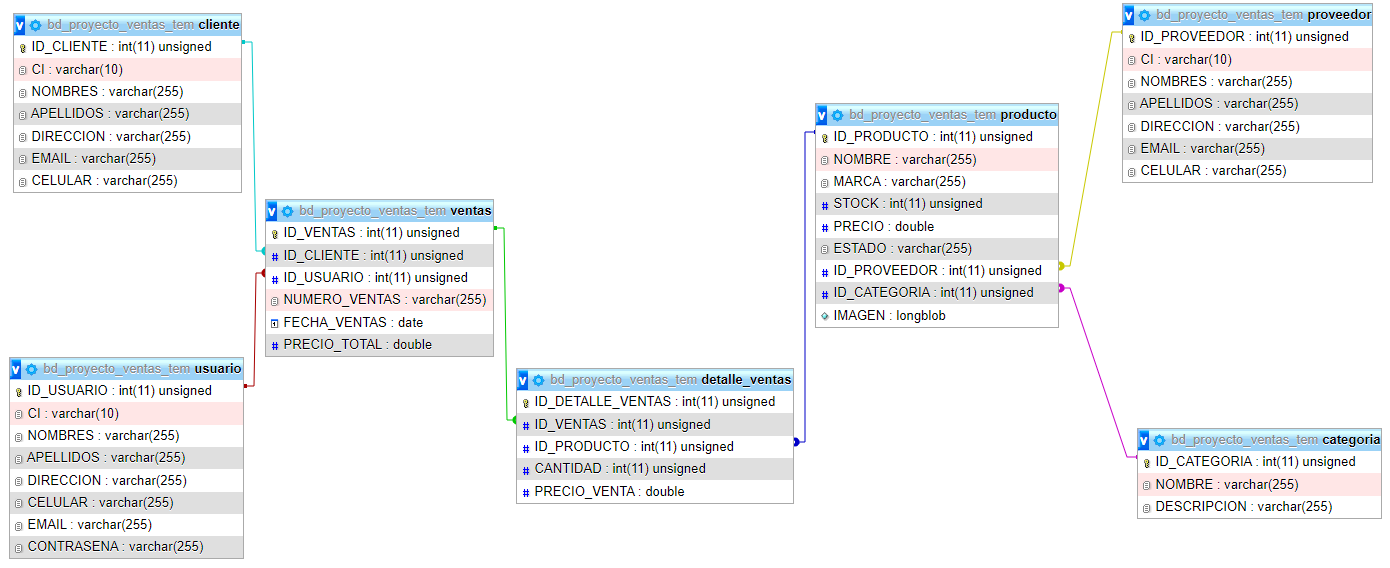 bd_proyecto_ventas_tem cliente
ID_CLIENTE : int(11) unsigned
CI : varchar(10)
NOMBRES : varchar(255)
APELLIDOS : varchar(255)
DIRECCION : varchar(255)
EMAIL : varchar(255)
CELULAR : varchar(255)
bd_proyecto_ventas_tem usuario
ID_USUARIO : int(11) unsigned
CI : varchar(10)
NOMBRES : varchar(255)
APELLIDOS : varchar(255)
DIRECCION : varchar(255)
CELULAR : varchar(255)
EMAIL : varchar(255)
CONTRASENA : varchar(255)
bd_proyecto_ventas_tem ventas
ID_VENTAS : int(11) unsigned
ID_CLIENTE : int(11) unsigned
ID_USUARIO : int(11) unsigned
NUMERO_VENTAS : varchar(255)
FECHA_VENTAS : date
PRECIO_TOTAL : double
bd_proyecto_ventas_tem detalle_ventas
ID_DETALLE_VENTAS : int(11) unsigned
ID_VENTAS : int(11) unsigned
ID_PRODUCTO : int(11) unsigned
CANTIDAD : int(11) unsigned
PRECIO_VENTA : double
bd_proyecto_ventas_tem producto
ID_PRODUCTO : int(11) unsigned
NOMBRE : varchar(255)
MARCA : varchar(255)
STOCK : int(11) unsigned
PRECIO : double
ESTADO : varchar(255)
ID_PROVEEDOR : int(11) unsigned
ID_CATEGORIA : int(11) unsigned
IMAGEN : longblob
bd_proyecto_ventas_tem proveedor
ID_PROVEEDOR : int(11) unsigned
CI : varchar(10)
NOMBRES : varchar(255)
APELLIDOS : varchar(255)
DIRECCION : varchar(255)
EMAIL : varchar(255)
CELULAR : varchar(255)
bd_proyecto_ventas_tem categoria
ID_CATEGORIA : int(11) unsigned
NOMBRE : varchar(255)
DESCRIPCION : varchar(255)